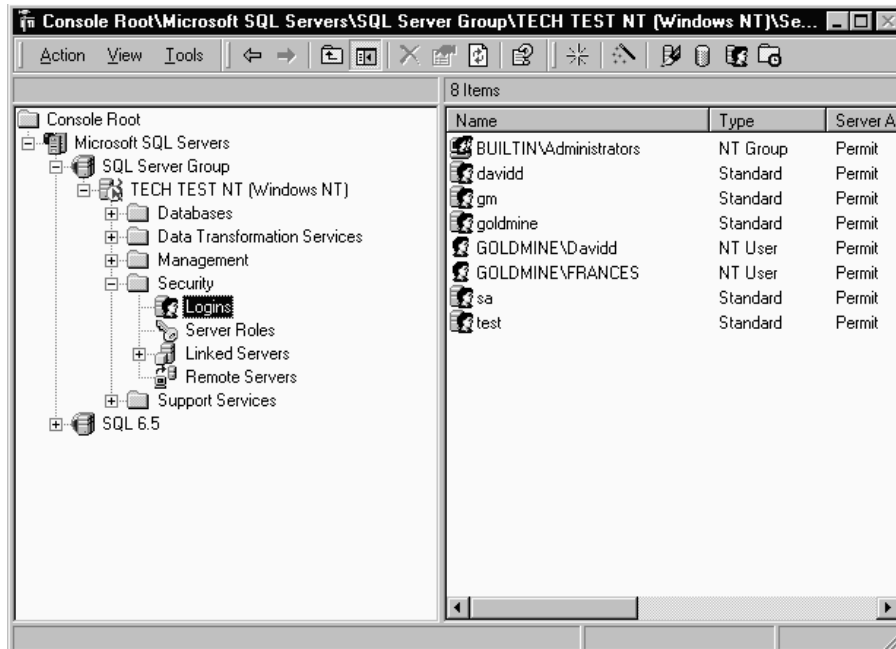 Console Root\Microsoft SQL Servers\SQL Server Group\TECH TEST NT (Windows NT)\Se...
Action View Tools
8 Items
Console Root
Microsoft SQL Servers
SQL Server Group
TECH TEST NT (Windows NT)
Databases
Data Transformation Services
Management
Security
Logins
Server Roles
Linked Servers
Remote Servers
Support Services
SQL 6.5
Name Type Server A
BUILTIN\Administrators NT Group Permit
davidd Standard Permit
gm Standard Permit
goldmine Standard Permit
GOLDMINE\Davidd NT User Permit
GOLDMINE\FRANCES NT User Permit
sa Standard Permit
test Standard Permit